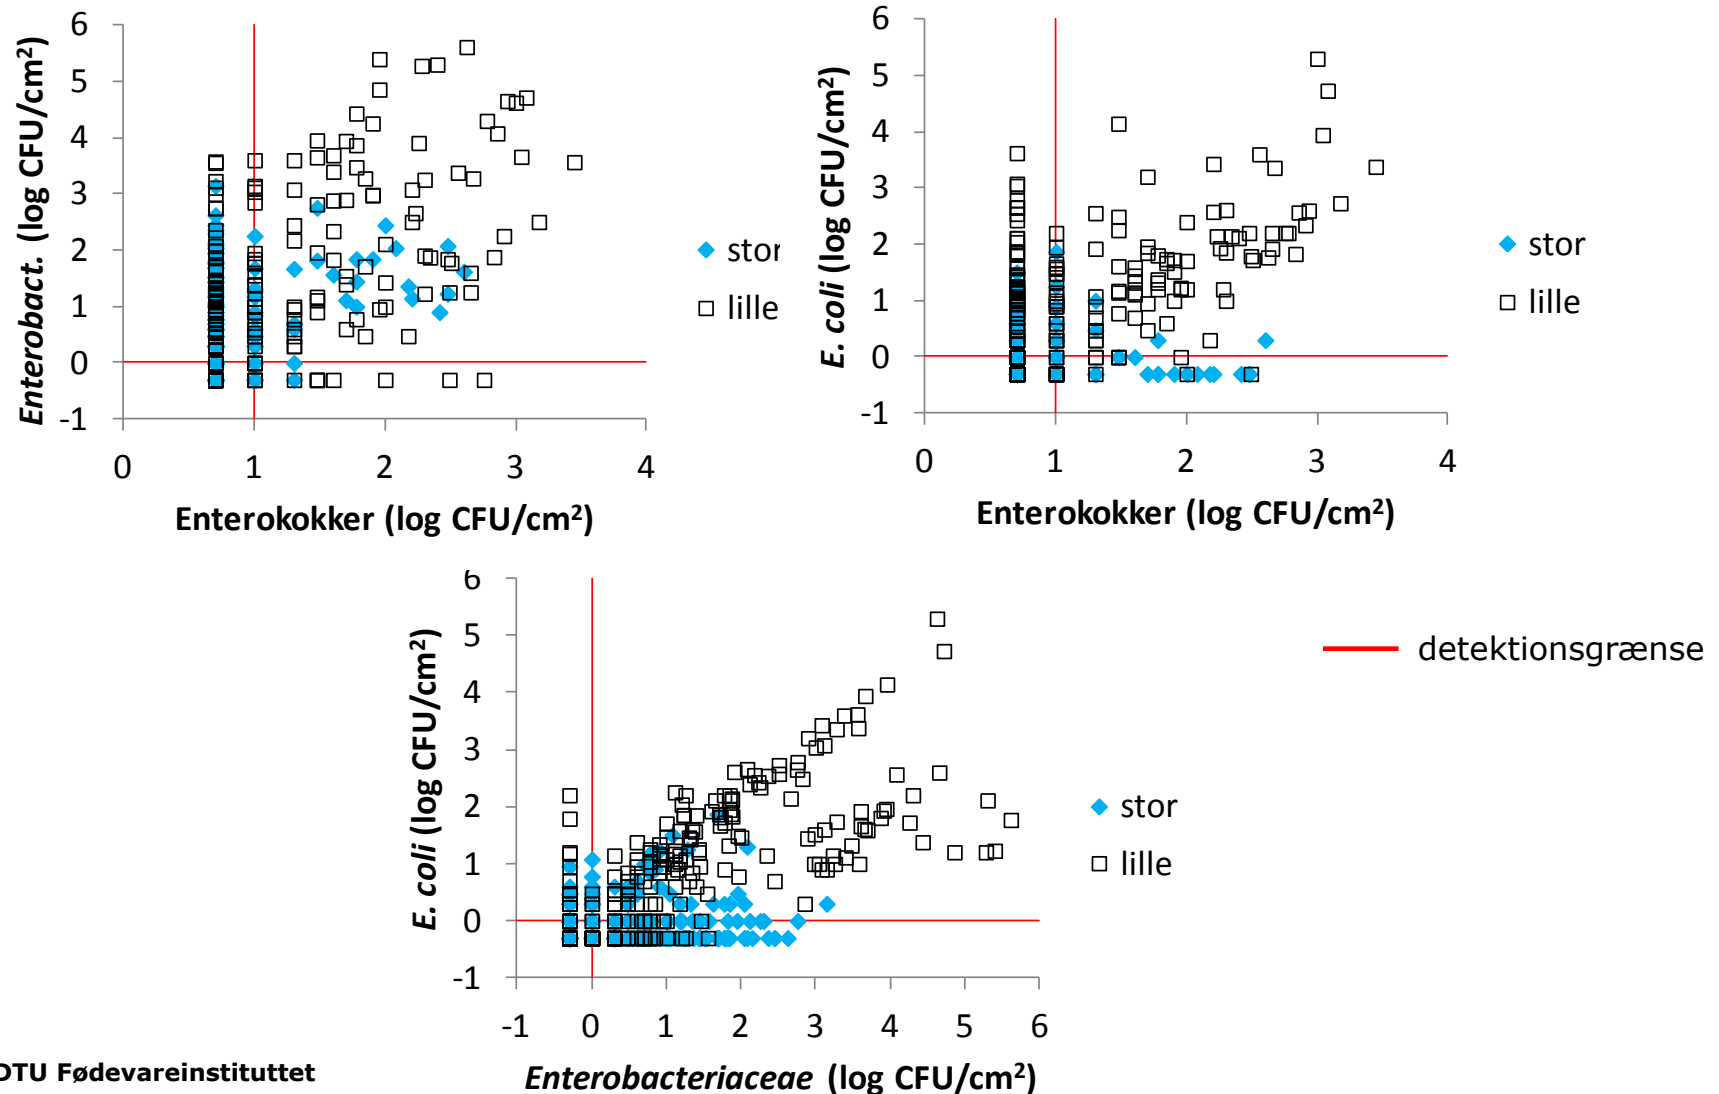 6
5
4
3
2
1
0
-1
0 1 2 3 4
Enterobact. (log CFU/cm²)
Enterokokker (log CFU/cm²)
stor
lille
6
5
4
3
2
1
0
-1
0 1 2 3 4
E. coli (log CFU/cm²)
Enterokokker (log CFU/cm²)
stor
lille
6
5
4
3
2
1
0
-1
-1 0 1 2 3 4 5 6
E. coli (log CFU/cm²)
Enterobacteriaceae (log CFU/cm²)
stor
lille
detektionsgrænse
DTU Fødevareinstituttet